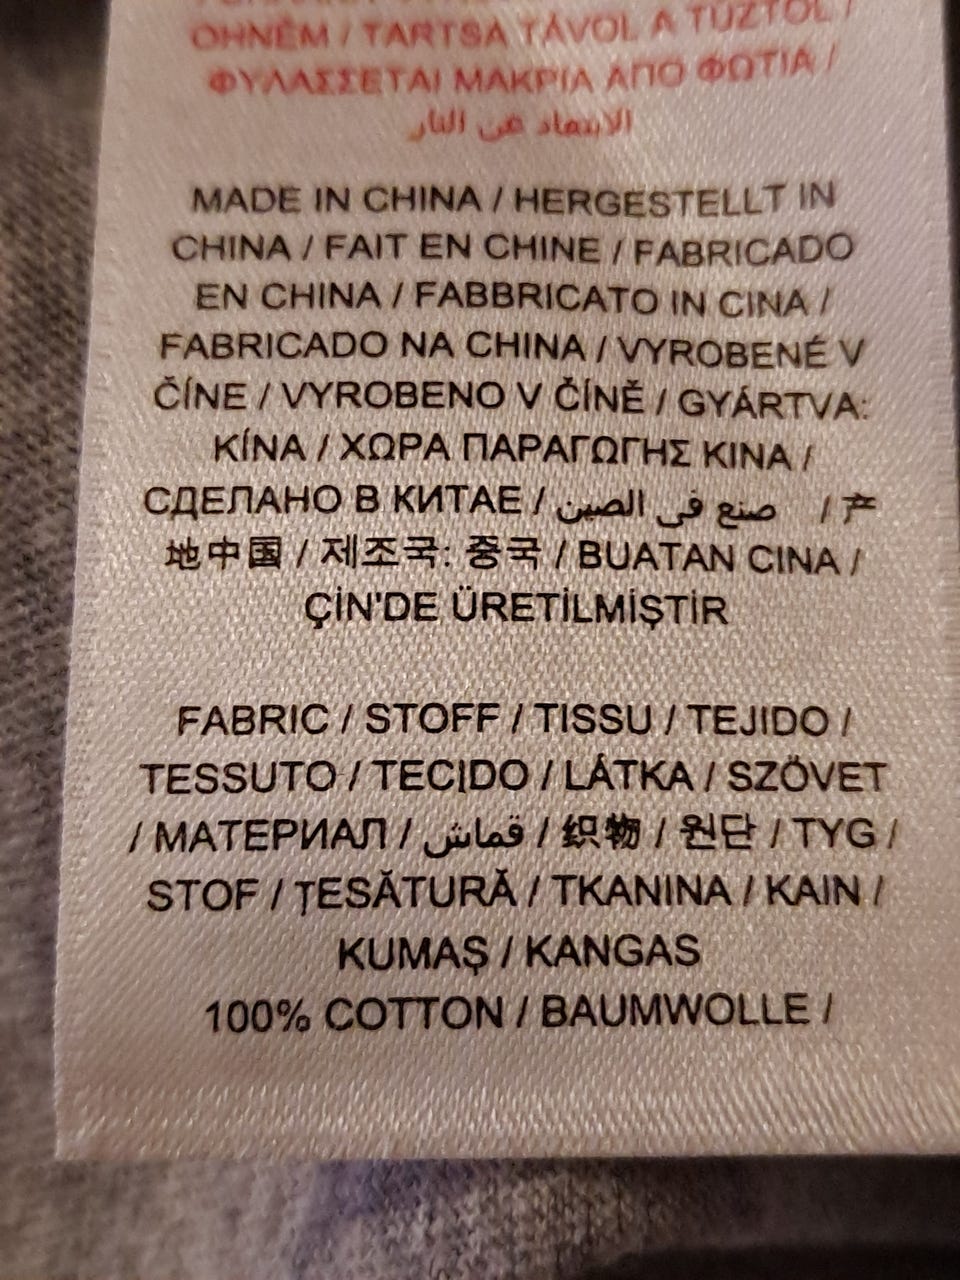 OHNĚM / TARTSA TÁVOL A TŰZTŐL /
ΦΥΛΑΣΣΕΤΑΙ ΜΑΚΡΙΑ ΑΠΟ ΦΩΤΙΑ /
الابتعاد عن النار
MADE IN CHINA / HERGESTELLT IN
CHINA / FAIT EN CHINE / FABRICADO
EN CHINA / FABBRICATO IN CINA /
FABRICADO NA CHINA / VYROBENÉ V
ČÍNE / VYROBENO V ČÍNĚ / GYÁRTVA:
KÍNA / ΧΩΡΑ ΠΑΡΑΓΩΓΗΣ ΚΙΝΑ /
СДЕЛАНО В КИТАЕ / صنع في الصين / 产
地中国 / 제조국: 중국 / BUATAN CINA /
ÇİN'DE ÜRETİLMİŞTİR
FABRIC / STOFF / TISSU / TEJIDO /
TESSUTO / TECIDO / LÁTKA / SZÖVET
/ МАТЕРИАЛ / قماش / 织物 / 원단 / TYG /
STOF / ŢESĂTURĂ / TKANINA / KAIN /
KUMAŞ / KANGAS
100% COTTON / BAUMWOLLE /